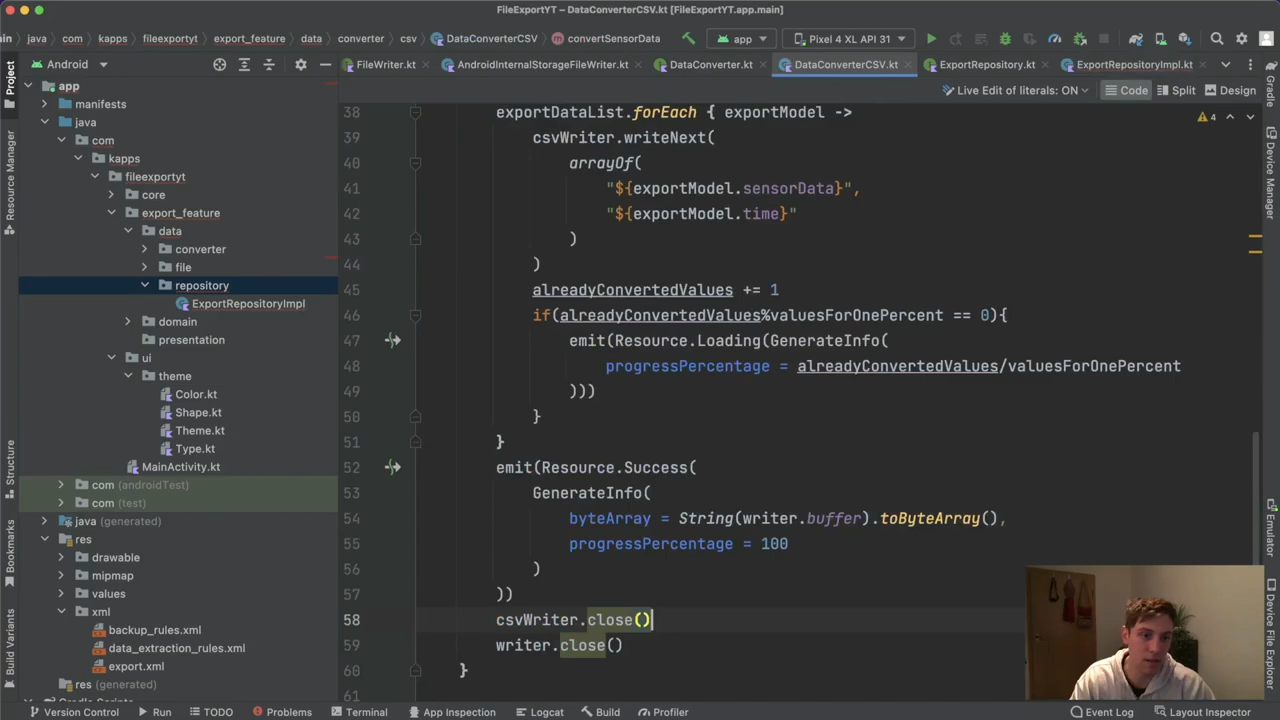 FileExportYT – DataConverterCSV.kt [FileExportYT.app.main]
in java com kapps fileexportyt export_feature data converter csv DataConverterCSV convertSensorData app Pixel 4 XL API 31
Android FileWriter.kt AndroidInternalStorageFileWriter.kt DataConverter.kt DataConverterCSV.kt ExportRepository.kt ExportRepositoryImpl.kt
Live Edit of literals: ON Code Split Design
Project
Resource Manager
Structure
Bookmarks
Build Variants
app
manifests
java
com
kapps
fileexportyt
core
export_feature
data
converter
file
repository
ExportRepositoryImpl
domain
presentation
ui
theme
Color.kt
Shape.kt
Theme.kt
Type.kt
MainActivity.kt
com (androidTest)
com (test)
java (generated)
res
drawable
mipmap
values
xml
backup_rules.xml
data_extraction_rules.xml
export.xml
res (generated)
Gradle Scripts
4
38 exportDataList.forEach { exportModel ->
39 csvWriter.writeNext(
40 arrayOf(
41 "${exportModel.sensorData}",
42 "${exportModel.time}"
43 )
44 )
45 alreadyConvertedValues += 1
46 if(alreadyConvertedValues%valuesForOnePercent == 0){
47 emit(Resource.Loading(GenerateInfo(
48 progressPercentage = alreadyConvertedValues/valuesForOnePercent
49 )))
50 }
51 }
52 emit(Resource.Success(
53 GenerateInfo(
54 byteArray = String(writer.buffer).toByteArray(),
55 progressPercentage = 100
56 )
57 ))
58 csvWriter.close()
59 writer.close()
60 }
61
Gradle
Device Manager
Emulator
Device File Explorer
Version Control Run TODO Problems Terminal App Inspection Logcat Build Profiler Event Log Layout Inspector